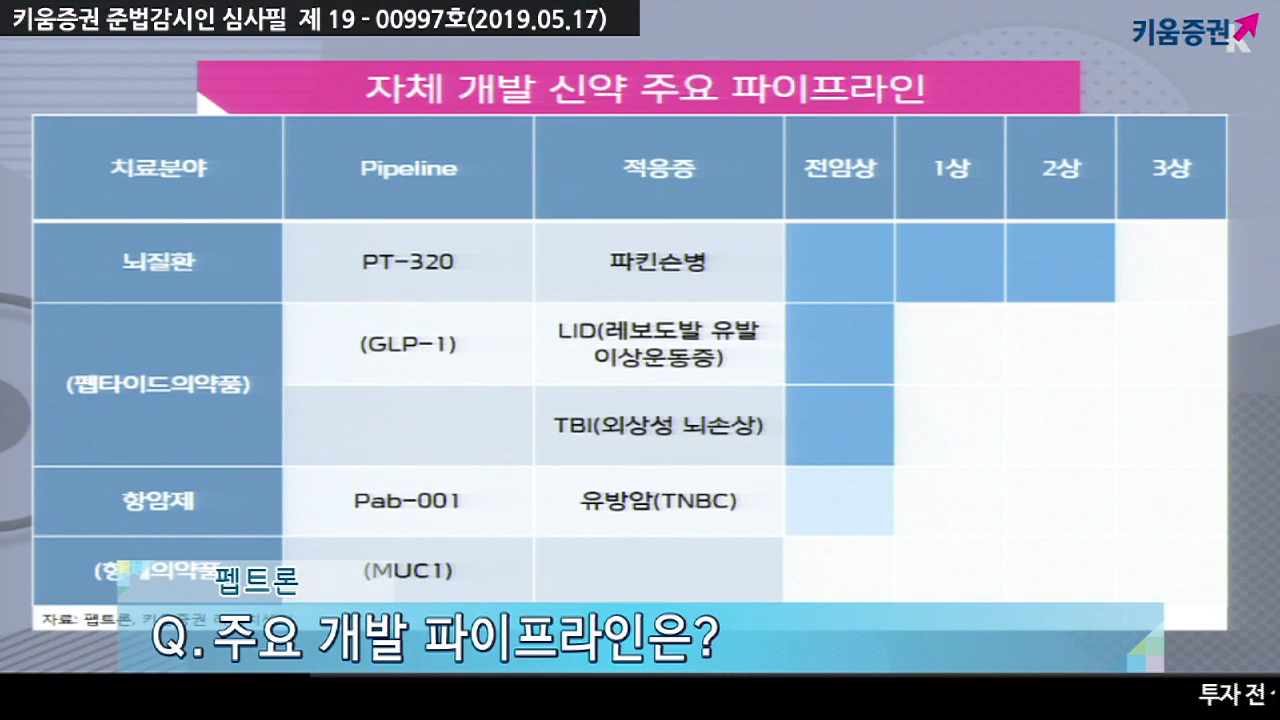 키움증권 준법감시인 심사필 제 19 - 00997호(2019.05.17)
키움증권
자체 개발 신약 주요 파이프라인
치료분야 Pipeline 적응증 전임상 1상 2상 3상
뇌질환 PT-320 파킨슨병
(펩타이드의약품) (GLP-1) LID(레보도발 유발
이상운동증)
TBI(외상성 뇌손상)
항암제 Pab-001 유방암(TNBC)
(MUC1)
자료: 펩트론,
펩트론
Q. 주요 개발 파이프라인은?
투자 전